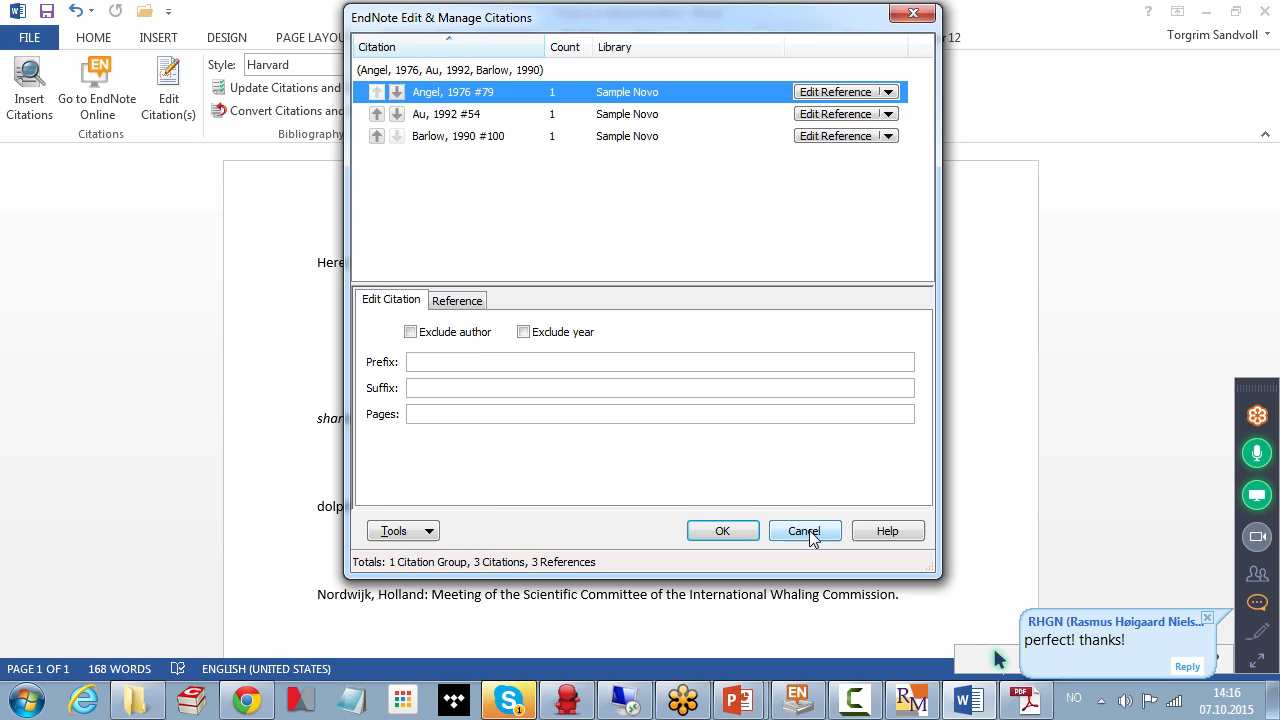 EndNote Edit & Manage Citations
FILE
HOME
INSERT
DESIGN
PAGE LAYOU
12
Torgrim Sandvoll
Insert
Citations
Go to EndNote
Online
Edit
Citation(s)
Citations
Style:
Harvard
Update Citations and
Convert Citations and
Bibliography
Citation
Count
Library
(Angel, 1976, Au, 1992, Barlow, 1990)
Angel, 1976 #79
1
Sample Novo
Edit Reference
Au, 1992 #54
1
Sample Novo
Edit Reference
Barlow, 1990 #100
1
Sample Novo
Edit Reference
Here
shar
dolp
Edit Citation
Reference
Exclude author
Exclude year
Prefix:
Suffix:
Pages:
Tools
OK
Cancel
Help
Totals: 1 Citation Group, 3 Citations, 3 References
Nordwijk, Holland: Meeting of the Scientific Committee of the International Whaling Commission.
RHGN (Rasmus Høigaard Niels...
perfect! thanks!
Reply
PAGE 1 OF 1
168 WORDS
ENGLISH (UNITED STATES)
EN
1
PDF
NO
14:16
07.10.2015